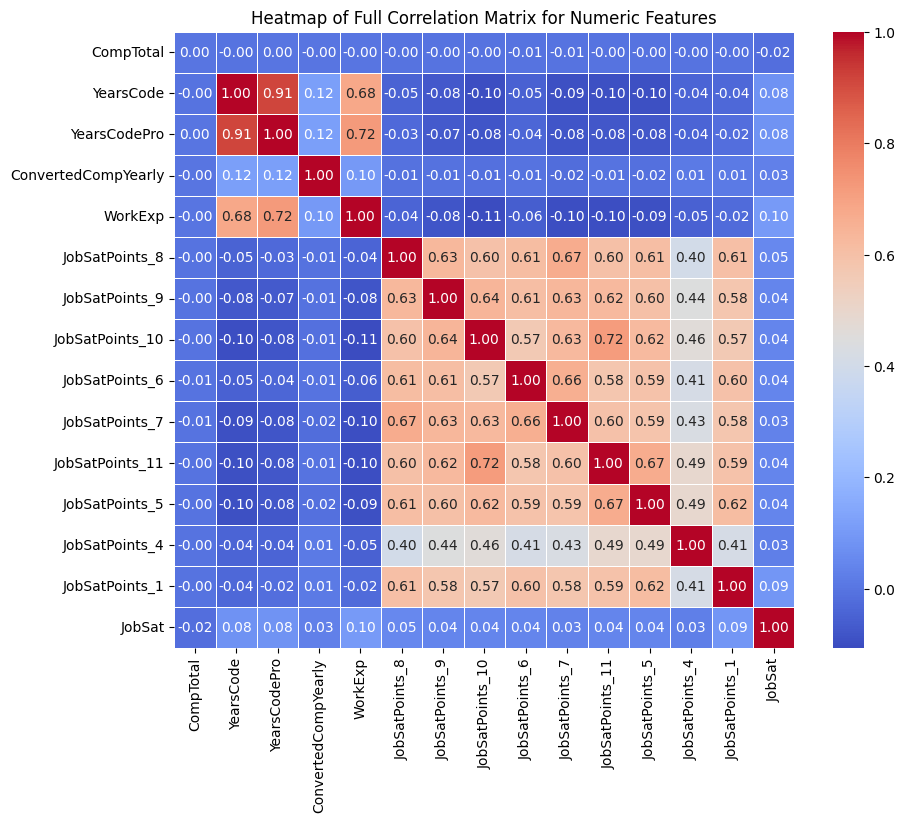 Heatmap of Full Correlation Matrix for Numeric Features
CompTotal 0.00 -0.00 0.00 -0.00 -0.00 -0.00 -0.00 -0.00 -0.01 -0.01 -0.00 -0.00 -0.00 -0.00 -0.02
YearsCode -0.00 1.00 0.91 0.12 0.68 -0.05 -0.08 -0.10 -0.05 -0.09 -0.10 -0.10 -0.04 -0.04 0.08
YearsCodePro 0.00 0.91 1.00 0.12 0.72 -0.03 -0.07 -0.08 -0.04 -0.08 -0.08 -0.08 -0.04 -0.02 0.08
ConvertedCompYearly -0.00 0.12 0.12 1.00 0.10 -0.01 -0.01 -0.01 -0.01 -0.02 -0.01 -0.02 0.01 0.01 0.03
WorkExp -0.00 0.68 0.72 0.10 1.00 -0.04 -0.08 -0.11 -0.06 -0.10 -0.10 -0.09 -0.05 -0.02 0.10
JobSatPoints_8 -0.00 -0.05 -0.03 -0.01 -0.04 1.00 0.63 0.60 0.61 0.67 0.60 0.61 0.40 0.61 0.05
JobSatPoints_9 -0.00 -0.08 -0.07 -0.01 -0.08 0.63 1.00 0.64 0.61 0.63 0.62 0.60 0.44 0.58 0.04
JobSatPoints_10 -0.00 -0.10 -0.08 -0.01 -0.11 0.60 0.64 1.00 0.57 0.63 0.72 0.62 0.46 0.57 0.04
JobSatPoints_6 -0.01 -0.05 -0.04 -0.01 -0.06 0.61 0.61 0.57 1.00 0.66 0.58 0.59 0.41 0.60 0.04
JobSatPoints_7 -0.01 -0.09 -0.08 -0.02 -0.10 0.67 0.63 0.63 0.66 1.00 0.60 0.59 0.43 0.58 0.03
JobSatPoints_11 -0.00 -0.10 -0.08 -0.01 -0.10 0.60 0.62 0.72 0.58 0.60 1.00 0.67 0.49 0.59 0.04
JobSatPoints_5 -0.00 -0.10 -0.08 -0.02 -0.09 0.61 0.60 0.62 0.59 0.59 0.67 1.00 0.49 0.62 0.04
JobSatPoints_4 -0.00 -0.04 -0.04 0.01 -0.05 0.40 0.44 0.46 0.41 0.43 0.49 0.49 1.00 0.41 0.03
JobSatPoints_1 -0.00 -0.04 -0.02 0.01 -0.02 0.61 0.58 0.57 0.60 0.58 0.59 0.62 0.41 1.00 0.09
JobSat -0.02 0.08 0.08 0.03 0.10 0.05 0.04 0.04 0.04 0.03 0.04 0.04 0.03 0.09 1.00
CompTotal
YearsCode
YearsCodePro
ConvertedCompYearly
WorkExp
JobSatPoints_8
JobSatPoints_9
JobSatPoints_10
JobSatPoints_6
JobSatPoints_7
JobSatPoints_11
JobSatPoints_5
JobSatPoints_4
JobSatPoints_1
JobSat
1.0
0.8
0.6
0.4
0.2
0.0